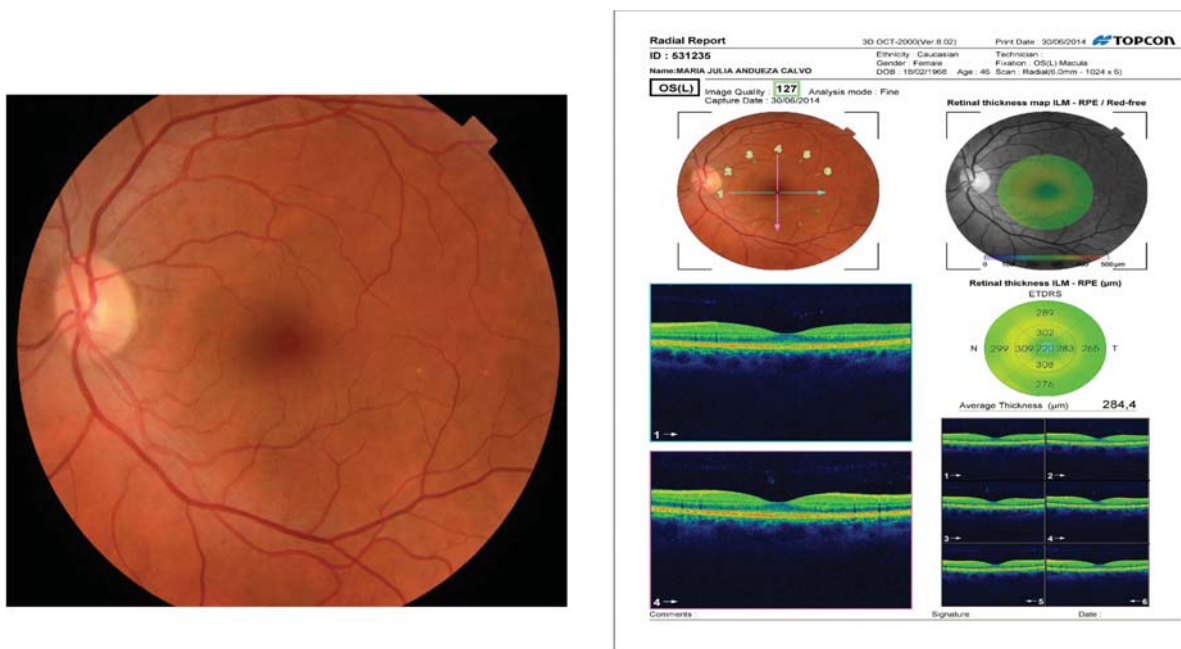 Radial Report 3D OCT-2000(Ver.8.02) Print Date : 30/06/2014 TOPCON
ID : 531235 Ethnicity : Caucasian Technician :
Gender : Female Fixation : OS(L)-Macula
Name:MARIA JULIA ANDUEZA CALVO DOB : 18/02/1968 Age : 46 Scan : Radial(6.0mm - 1024 x 6)
OS(L) Image Quality : 127 Analysis mode : Fine
Capture Date : 30/06/2014
Retinal thickness map ILM - RPE / Red-free
1 2 3 4 5 6
0 500μm
Retinal thickness ILM - RPE (μm)
ETDRS
289
302
N 299 309 220 283 265 T
308
276
Average Thickness (μm) 284,4
1
4
1 2
3 4
5 6
Comments : Signature Date :